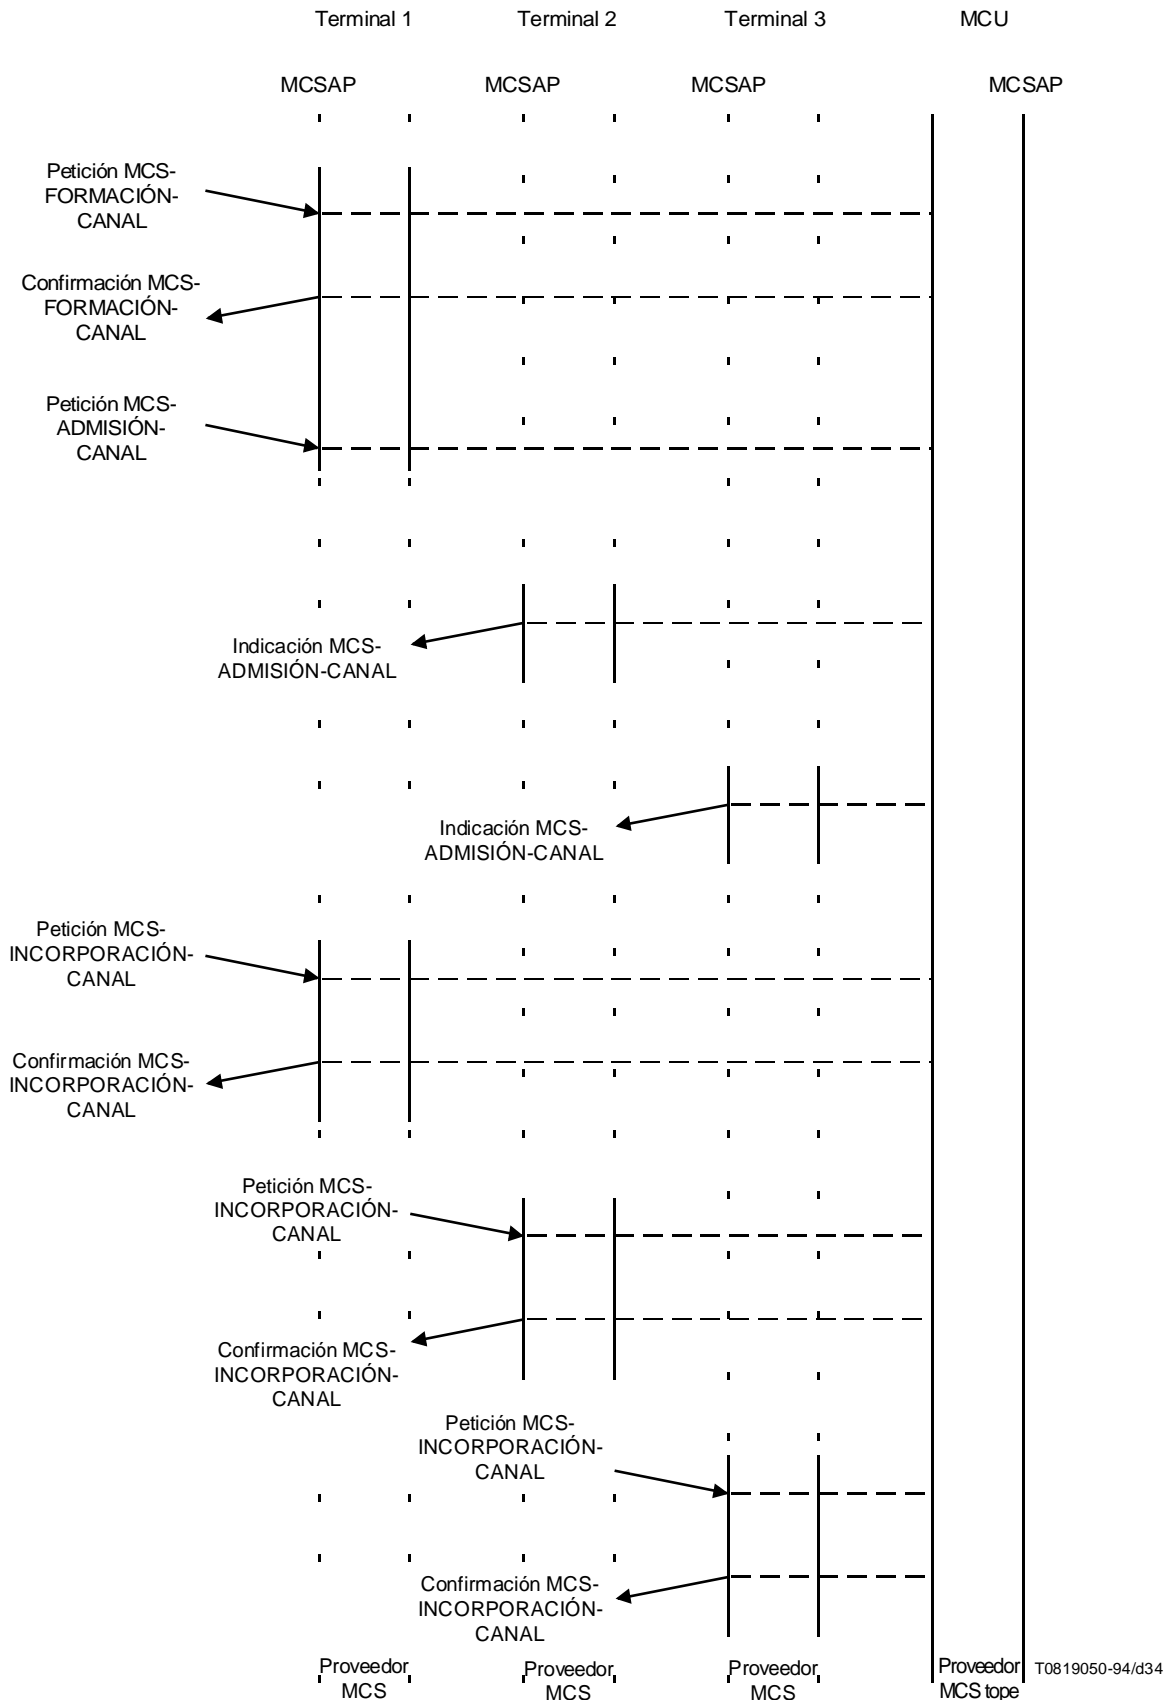 Terminal 1 Terminal 2 Terminal 3 MCU
MCSAP MCSAP MCSAP MCSAP
Petición MCS-
FORMACIÓN-
CANAL
Confirmación MCS-
FORMACIÓN-
CANAL
Petición MCS-
ADMISIÓN-
CANAL
Indicación MCS-
ADMISIÓN-CANAL
Indicación MCS-
ADMISIÓN-CANAL
Petición MCS-
INCORPORACIÓN-
CANAL
Confirmación MCS-
INCORPORACIÓN-
CANAL
Petición MCS-
INCORPORACIÓN-
CANAL
Confirmación MCS-
INCORPORACIÓN-
CANAL
Petición MCS-
INCORPORACIÓN-
CANAL
Confirmación MCS-
INCORPORACIÓN-
CANAL
Proveedor
MCS
Proveedor
MCS
Proveedor
MCS
Proveedor
MCS tope
T0819050-94/d34